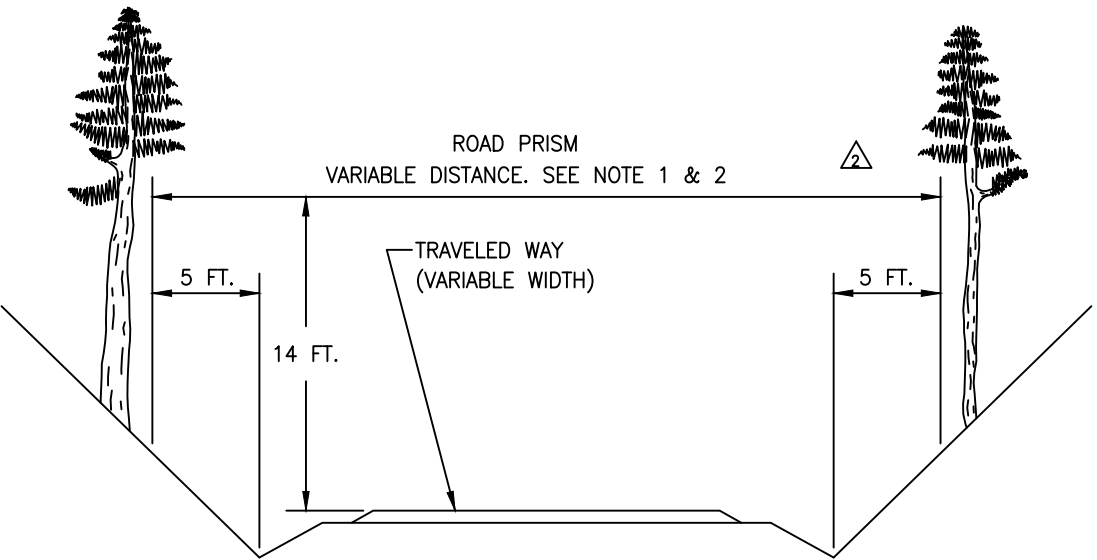 ROAD PRISM
VARIABLE DISTANCE. SEE NOTE 1 & 2
2
TRAVELED WAY
(VARIABLE WIDTH)
5 FT.
5 FT.
14 FT.